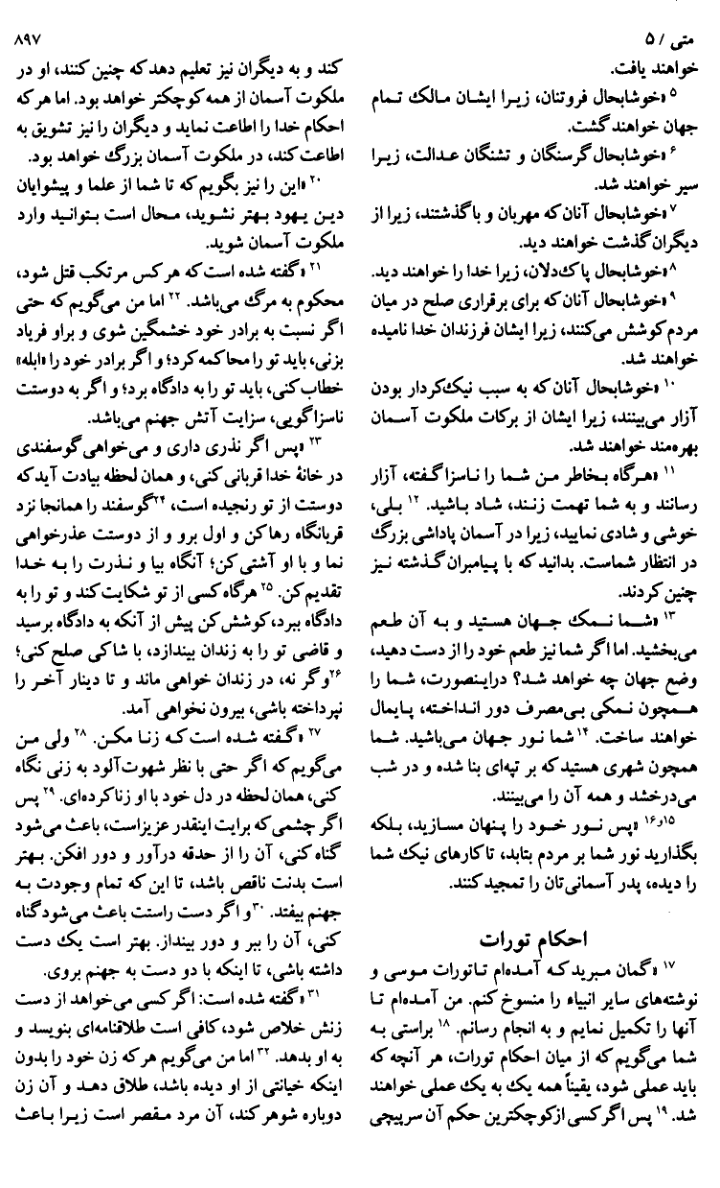 متی / ۵
۸۹۷
خواهند یافت.
۵ «خوشابحال فروتنان، زیرا ایشان مالک تمام
جهان خواهند گشت.
۶ «خوشابحال گرسنگان و تشنگان عدالت، زیرا
سیر خواهند شد.
۷ «خوشابحال آنان که مهربان و باگذشتند، زیرا از
دیگران گذشت خواهند دید.
۸ «خوشابحال پاک‌دلان، زیرا خدا را خواهند دید.
۹ «خوشابحال آنان که برای برقراری صلح در میان
مردم کوشش می‌کنند، زیرا ایشان فرزندان خدا نامیده
خواهند شد.
۱۰ «خوشابحال آنان که به سبب نیک‌کردار بودن
آزار می‌بینند، زیرا ایشان از برکات ملکوت آسمان
بهره‌مند خواهند شد.
۱۱ «هرگاه بخاطر من شما را ناسزا گفته، آزار
رسانند و به شما تهمت زنند، شاد باشید. ۱۲ بلی،
خوشی و شادی نمایید، زیرا در آسمان پاداشی بزرگ
در انتظار شماست. بدانید که با پیامبران گذشته نیز
چنین کردند.
۱۳ «شما نمک جهان هستید و به آن طعم
می‌بخشید. اما اگر شما نیز طعم خود را از دست دهید،
وضع جهان چه خواهد شد؟ دراینصورت، شما را
همچون نمکی بی‌مصرف دور انداخته، پایمال
خواهند ساخت. ۱۴ شما نور جهان می‌باشید. شما
همچون شهری هستید که بر تپه‌ای بنا شده و در شب
می‌درخشد و همه آن را می‌بینند.
۱۵و۱۶ «پس نور خود را پنهان مسازید، بلکه
بگذارید نور شما بر مردم بتابد، تا کارهای نیک شما
را دیده، پدر آسمانی‌تان را تمجید کنند.
احکام تورات
۱۷ «گمان مبرید که آمده‌ام تا تورات موسی و
نوشته‌های سایر انبیاء را منسوخ کنم. من آمده‌ام تا
آنها را تکمیل نمایم و به انجام رسانم. ۱۸ براستی به
شما می‌گویم که از میان احکام تورات، هر آنچه که
باید عملی شود، یقیناً همه یک به یک عملی خواهند
شد. ۱۹ پس اگر کسی از کوچکترین حکم آن سرپیچی
کند و به دیگران نیز تعلیم دهد که چنین کنند، او در
ملکوت آسمان از همه کوچکتر خواهد بود. اما هر که
احکام خدا را اطاعت نماید و دیگران را نیز تشویق به
اطاعت کند، در ملکوت آسمان بزرگ خواهد بود.
۲۰ «این را نیز بگویم که تا شما از علما و پیشوایان
دین یهود بهتر نشوید، محال است بتوانید وارد
ملکوت آسمان شوید.
۲۱ «گفته شده است که هر کس مرتکب قتل شود،
محکوم به مرگ می‌باشد. ۲۲ اما من می‌گویم که حتی
اگر نسبت به برادر خود خشمگین شوی و براو فریاد
بزنی، باید تو را محاکمه کرد؛ و اگر برادر خود را «ابله»
خطاب کنی، باید تو را به دادگاه برد؛ و اگر به دوستت
ناسزا گویی، سزایت آتش جهنم می‌باشد.
۲۳ «پس اگر نذری داری و می‌خواهی گوسفندی
در خانهٔ خدا قربانی کنی، و همان لحظه بیادت آید که
دوستت از تو رنجیده است، ۲۴ گوسفند را همانجا نزد
قربانگاه رها کن و اول برو و از دوستت عذرخواهی
نما و با او آشتی کن؛ آنگاه بیا و نذرت را به خدا
تقدیم کن. ۲۵ هرگاه کسی از تو شکایت کند و تو را به
دادگاه ببرد، کوشش کن پیش از آنکه به دادگاه برسید
و قاضی تو را به زندان بیندازد، با شاکی صلح کنی؛
۲۶ وگر نه، در زندان خواهی ماند و تا دینار آخر را
نپرداخته باشی، بیرون نخواهی آمد.
۲۷ «گفته شده است که زنا مکن. ۲۸ ولی من
می‌گویم که اگر حتی با نظر شهوت‌آلود به زنی نگاه
کنی، همان لحظه در دل خود با او زنا کرده‌ای. ۲۹ پس
اگر چشمی که برایت اینقدر عزیزاست، باعث می‌شود
گناه کنی، آن را از حدقه درآور و دور افکن. بهتر
است بدنت ناقص باشد، تا این که تمام وجودت به
جهنم بیفتد. ۳۰ و اگر دست راستت باعث می‌شود گناه
کنی، آن را ببر و دور بینداز. بهتر است یک دست
داشته باشی، تا اینکه با دو دست به جهنم بروی.
۳۱ «گفته شده است: اگر کسی می‌خواهد از دست
زنش خلاص شود، کافی است طلاقنامه‌ای بنویسد و
به او بدهد. ۳۲ اما من می‌گویم هر که زن خود را بدون
اینکه خیانتی از او دیده باشد، طلاق دهد و آن زن
دوباره شوهر کند، آن مرد مقصر است زیرا باعث